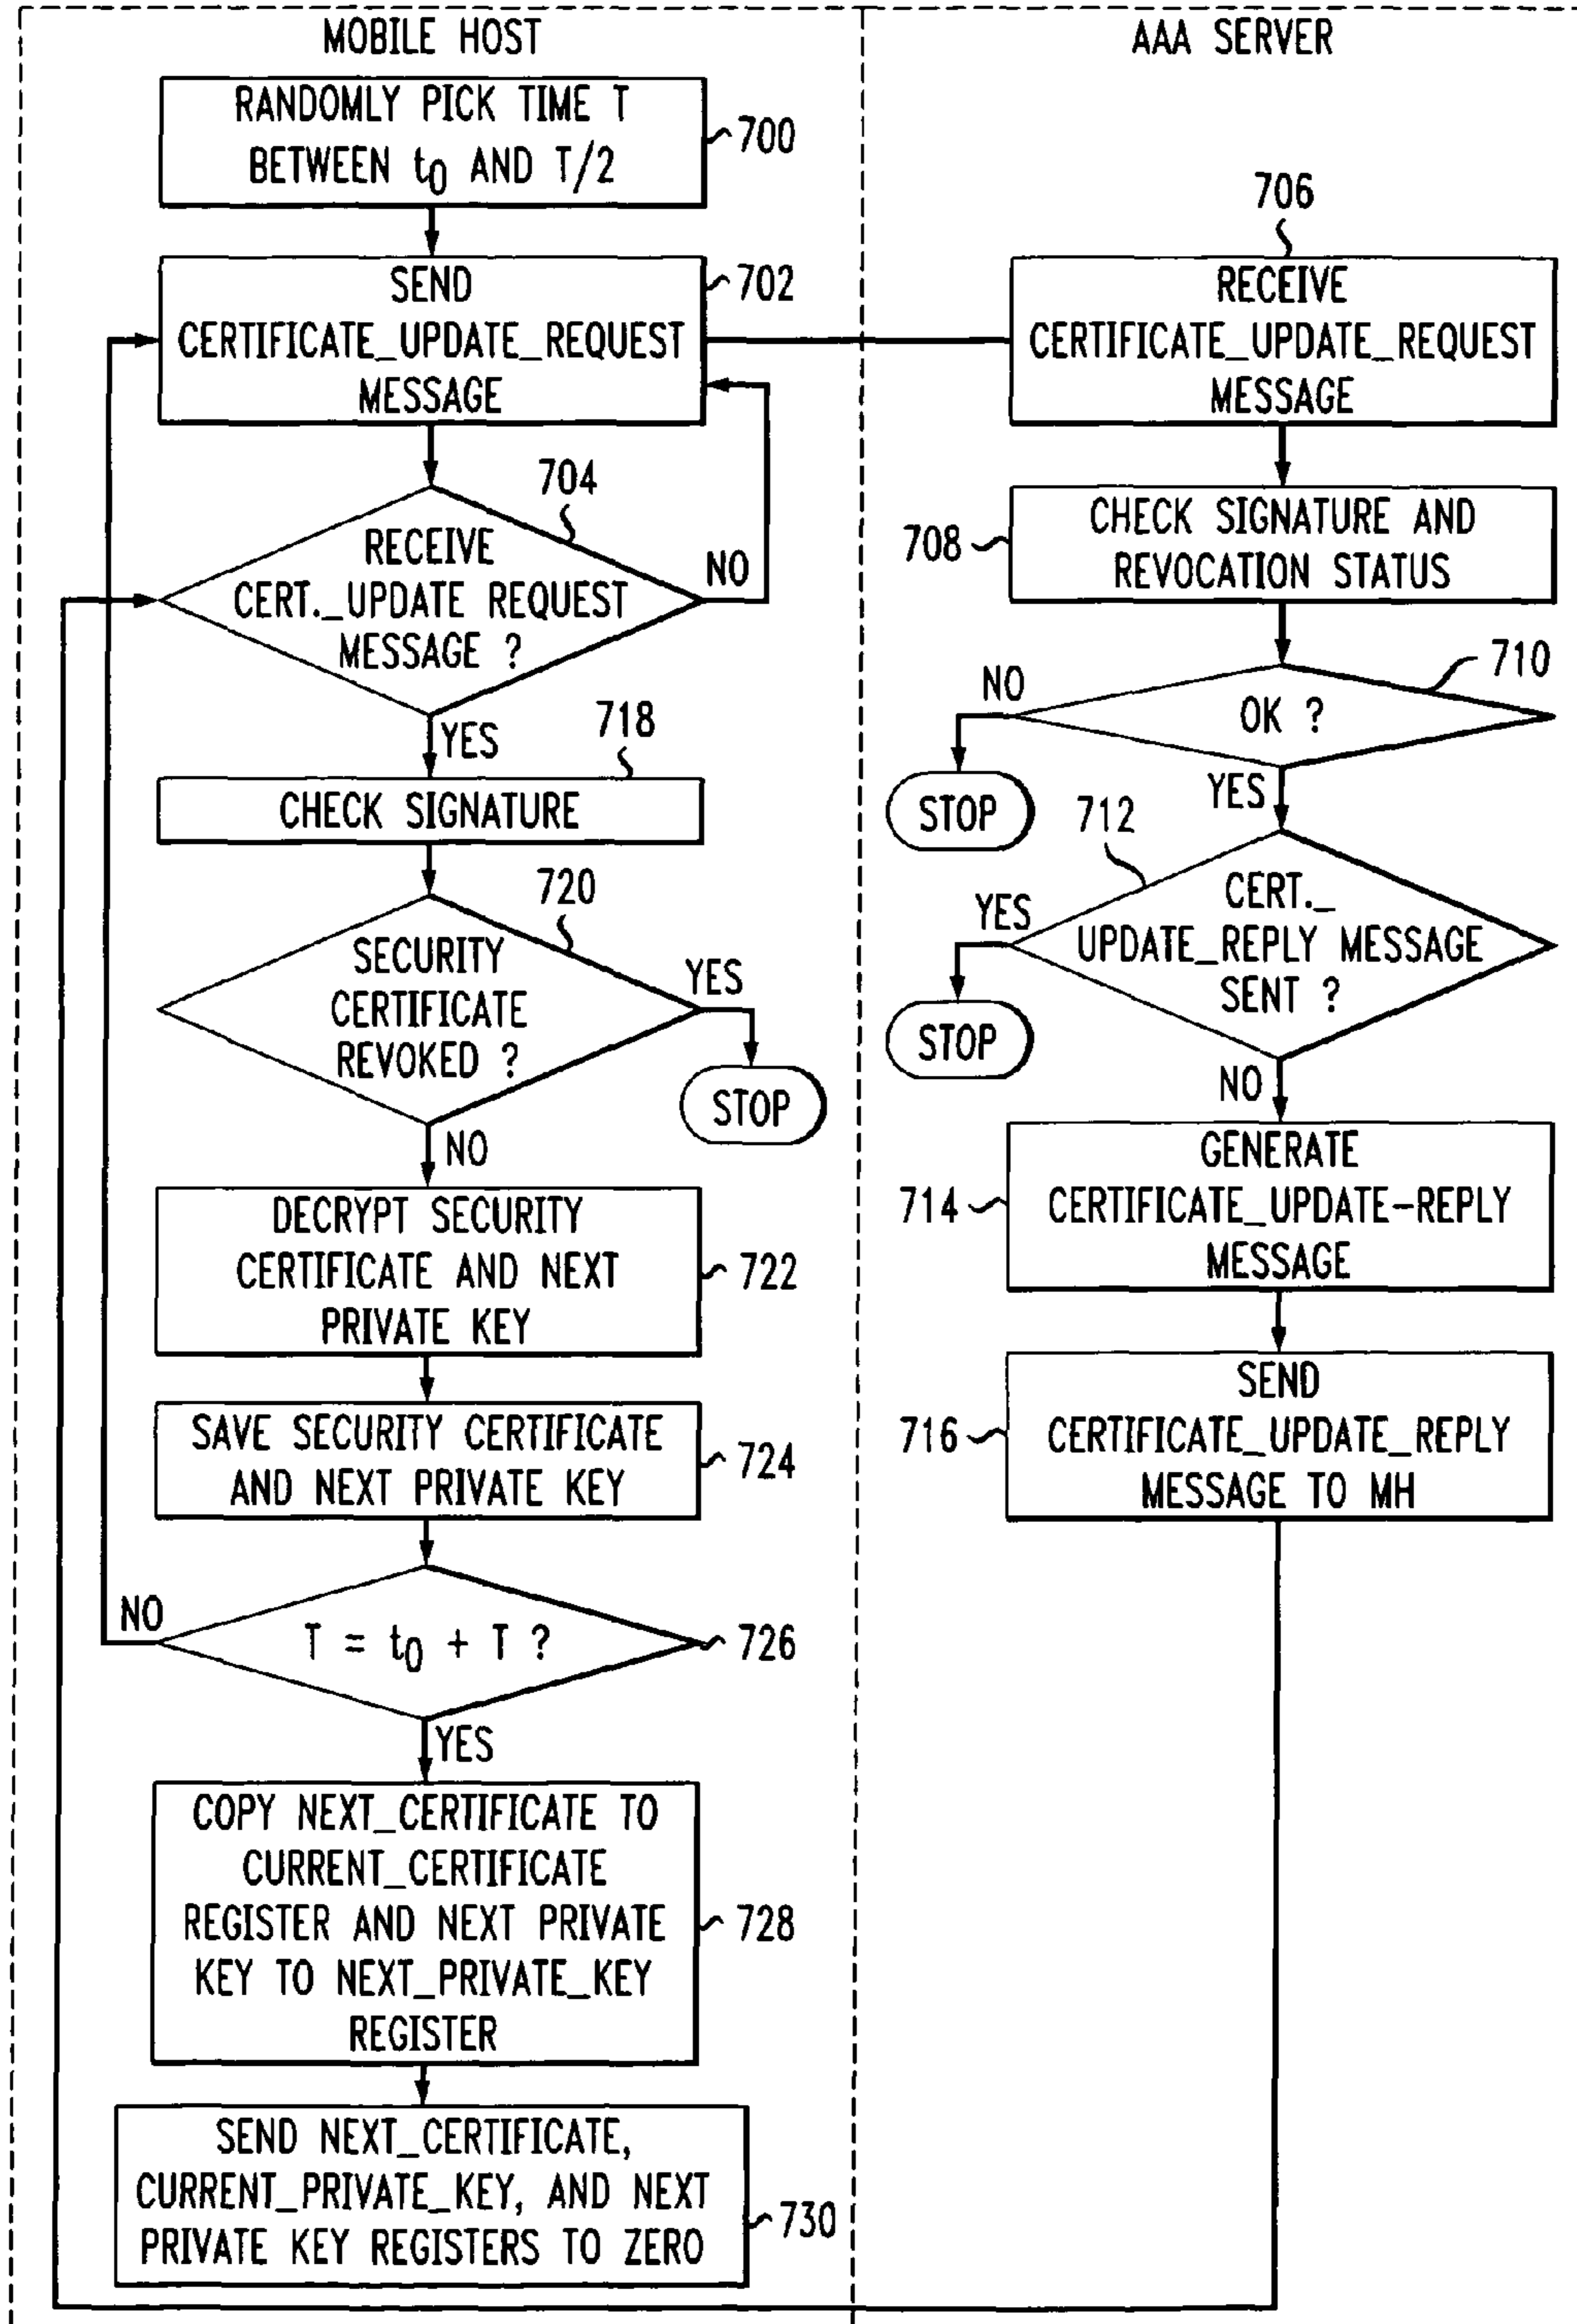 MOBILE HOST
RANDOMLY PICK TIME T
BETWEEN t0 AND T/2
700
SEND
CERTIFICATE_UPDATE_REQUEST
MESSAGE
702
704
RECEIVE
CERT._UPDATE REQUEST
MESSAGE ?
NO
YES
718
CHECK SIGNATURE
720
SECURITY
CERTIFICATE
REVOKED ?
YES
STOP
NO
DECRYPT SECURITY
CERTIFICATE AND NEXT
PRIVATE KEY
722
SAVE SECURITY CERTIFICATE
AND NEXT PRIVATE KEY
724
NO
T = t0 + T ?
726
YES
COPY NEXT_CERTIFICATE TO
CURRENT_CERTIFICATE
REGISTER AND NEXT PRIVATE
KEY TO NEXT_PRIVATE_KEY
REGISTER
728
SEND NEXT_CERTIFICATE,
CURRENT_PRIVATE_KEY, AND NEXT
PRIVATE KEY REGISTERS TO ZERO
730
AAA SERVER
706
RECEIVE
CERTIFICATE_UPDATE_REQUEST
MESSAGE
708
CHECK SIGNATURE AND
REVOCATION STATUS
710
NO
OK ?
STOP
YES
712
CERT._
UPDATE_REPLY MESSAGE
SENT ?
YES
STOP
NO
714
GENERATE
CERTIFICATE_UPDATE-REPLY
MESSAGE
716
SEND
CERTIFICATE_UPDATE_REPLY
MESSAGE TO MH